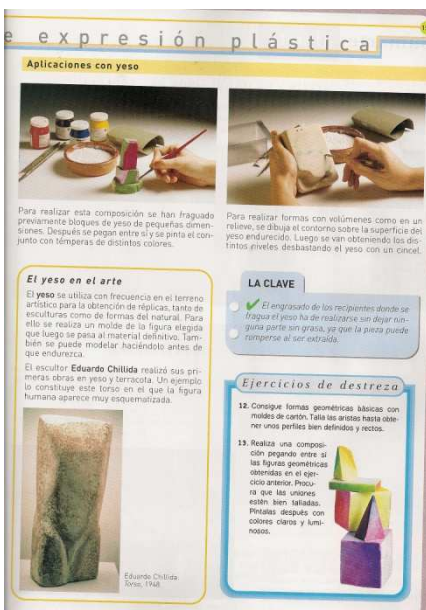 e expresión plástica
Aplicaciones con yeso
Para realizar esta composición se han fraguado
previamente bloques de yeso de pequeñas dimen-
siones. Después se pegan entre sí y se pinta el con-
junto con témperas de distintos colores.
Para realizar formas con volúmenes como en un
relieve, se dibuja el contorno sobre la superficie del
yeso endurecido. Luego se van obteniendo los dis-
tintos niveles desbastando el yeso con un cincel.
El yeso en el arte
El yeso se utiliza con frecuencia en el terreno
artístico para la obtención de réplicas, tanto de
esculturas como de formas del natural. Para
ello se realiza un molde de la figura elegida
que luego se pasa al material definitivo. Tam-
bién se puede modelar haciéndolo antes de
que endurezca.
El escultor Eduardo Chillida realizó sus pri-
meras obras en yeso y terracota. Un ejemplo
lo constituye este torso en el que la figura
humana aparece muy esquematizada.
Eduardo Chillida.
Torso, 1948.
LA CLAVE
El engrasado de los recipientes donde se
fragua el yeso ha de realizarse sin dejar nin-
guna parte sin grasa, ya que la pieza puede
romperse al ser extraída.
Ejercicios de destreza
12. Consigue formas geométricas básicas con
moldes de cartón. Talla las aristas hasta obte-
ner unos perfiles bien definidos y rectos.
13. Realiza una composi-
ción pegando entre sí
las figuras geométricas
obtenidas en el ejer-
cicio anterior. Procu-
ra que las uniones
estén bien talladas.
Píntalas después con
colores claros y lumi-
nosos.